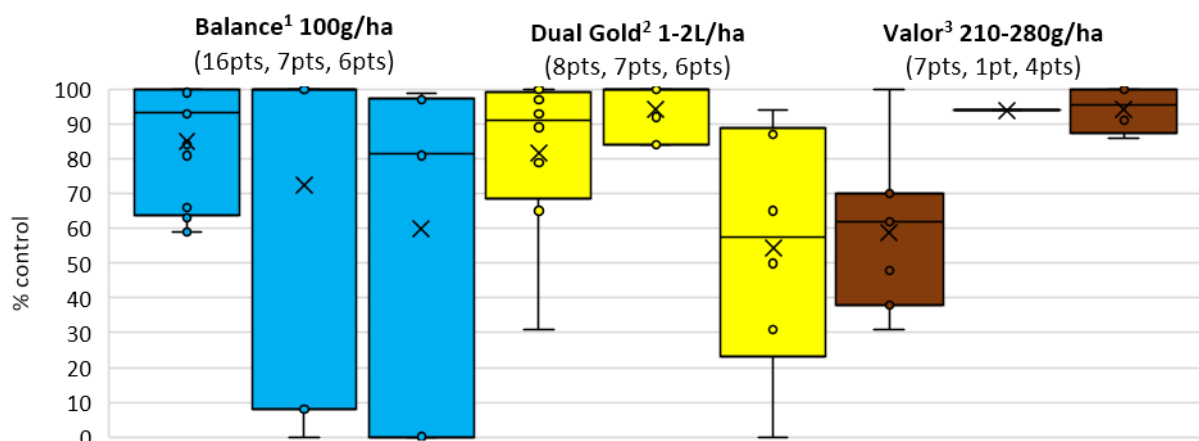 Balance¹ 100g/ha
(16pts, 7pts, 6pts)
Dual Gold² 1-2L/ha
(8pts, 7pts, 6pts)
Valor³ 210-280g/ha
(7pts, 1pt, 4pts)
% control
100
90
80
70
60
50
40
30
20
10
0